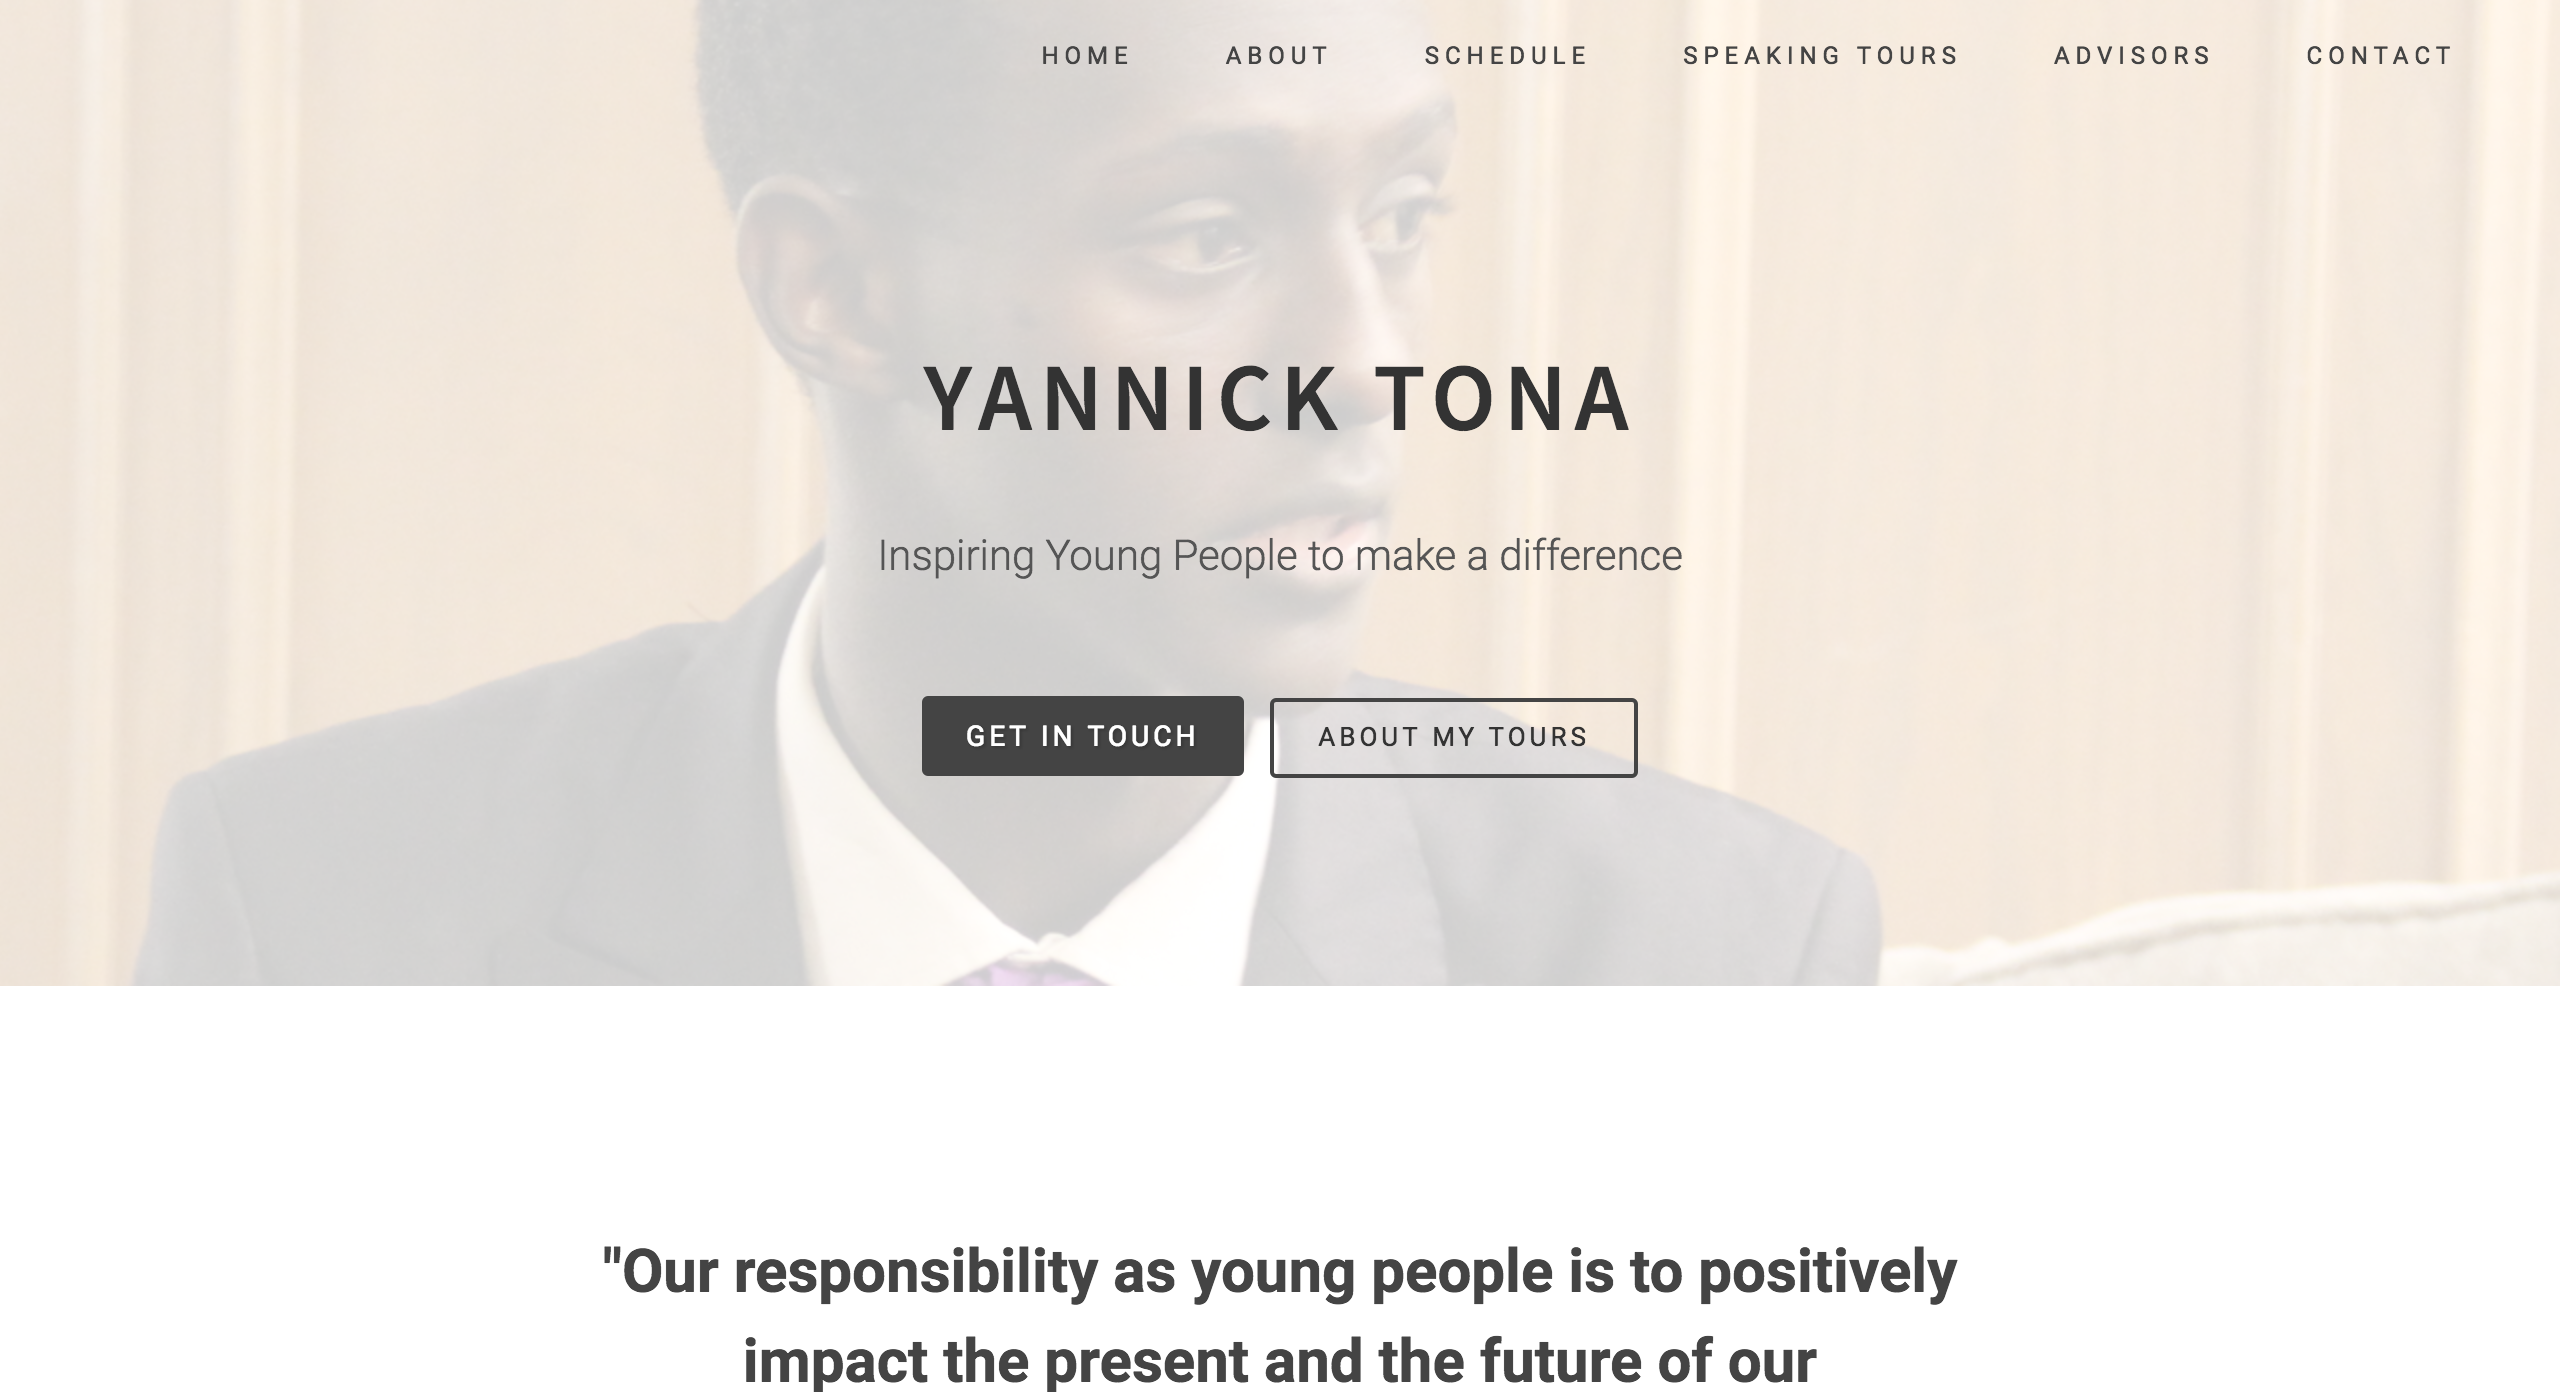 HOME ABOUT SCHEDULE SPEAKING TOURS ADVISORS CONTACT
YANNICK TONA
Inspiring Young People to make a difference
GET IN TOUCH ABOUT MY TOURS
"Our responsibility as young people is to positively
impact the present and the future of our